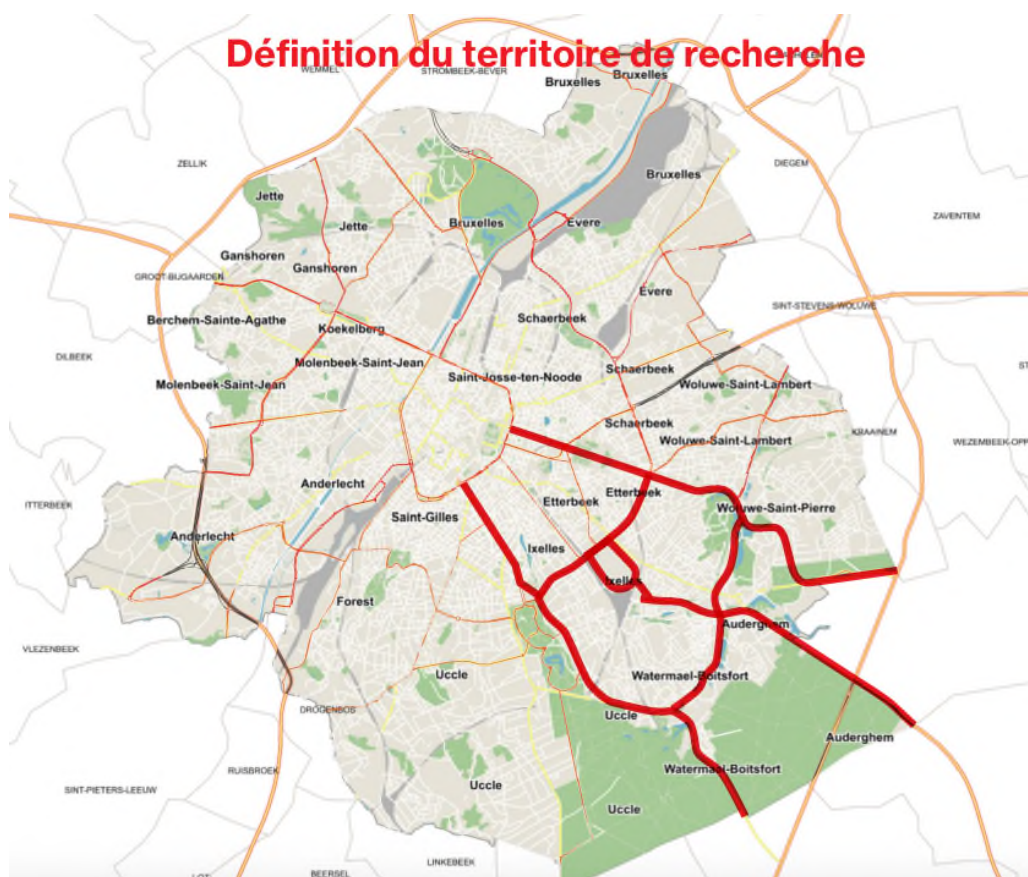 Définition du territoire de recherche
WEMMEL
STROMBEEK-BEVER
Bruxelles
Bruxelles
ZELLIK
DIEGEM
Bruxelles
Jette
Jette
Bruxelles
Evere
ZAVENTEM
Ganshoren
Ganshoren
GROOT-BIJGAARDEN
Evere
SINT-STEVENS-WOLUWE
Berchem-Sainte-Agathe
Koekelberg
Schaerbeek
DILBEEK
Molenbeek-Saint-Jean
Schaerbeek
ST
Molenbeek-Saint-Jean
Saint-Josse-ten-Noode
Woluwe-Saint-Lambert
Schaerbeek
KRAAINEM
WEZEMBEEK-OPP
Woluwe-Saint-Lambert
Anderlecht
Etterbeek
ITTERBEEK
Etterbeek
Woluwe-Saint-Pierre
Saint-Gilles
Anderlecht
Ixelles
Ixelles
Forest
Auderghem
VLEZENBEEK
Uccle
Watermael-Boitsfort
DROGENBOS
Uccle
Auderghem
RUISBROEK
Watermael-Boitsfort
SINT-PIETERS-LEEUW
Uccle
Uccle
LINKEBEEK
BEERSEL
LOT